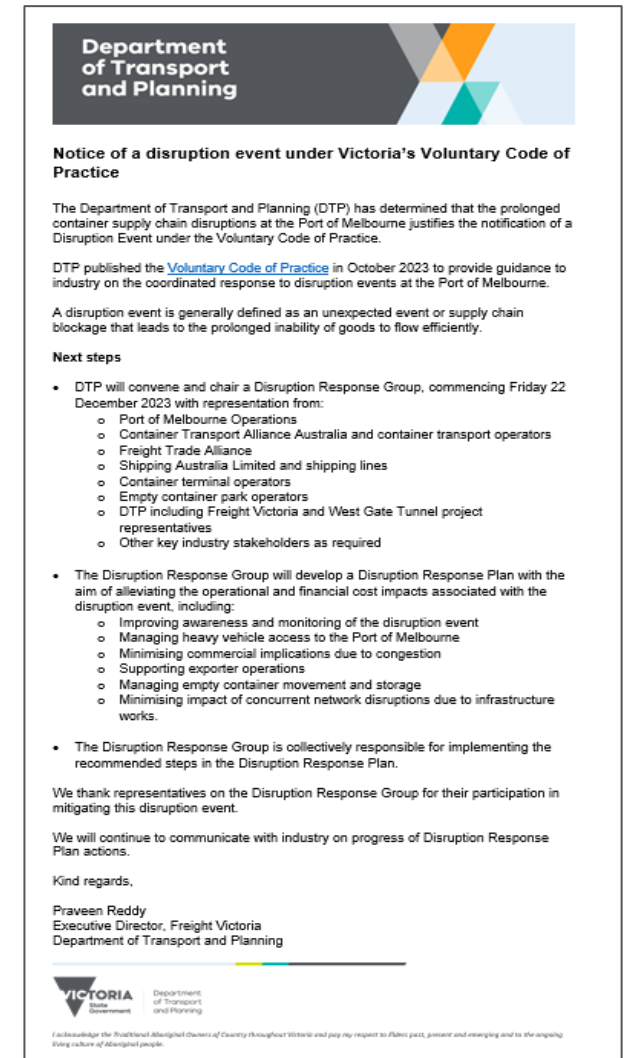 Department
of Transport
and Planning
Notice of a disruption event under Victoria's Voluntary Code of
Practice
The Department of Transport and Planning (DTP) has determined that the prolonged
container supply chain disruptions at the Port of Melbourne justifies the notification of a
Disruption Event under the Voluntary Code of Practice.
DTP published the Voluntary Code of Practice in October 2023 to provide guidance to
industry on the coordinated response to disruption events at the Port of Melbourne.
A disruption event is generally defined as an unexpected event or supply chain
blockage that leads to the prolonged inability of goods to flow efficiently.
Next steps
• DTP will convene and chair a Disruption Response Group, commencing Friday 22
December 2023 with representation from:
o Port of Melbourne Operations
o Container Transport Alliance Australia and container transport operators
o Freight Trade Alliance
o Shipping Australia Limited and shipping lines
o Container terminal operators
o Empty container park operators
o DTP including Freight Victoria and West Gate Tunnel project
representatives
o Other key industry stakeholders as required
• The Disruption Response Group will develop a Disruption Response Plan with the
aim of alleviating the operational and financial cost impacts associated with the
disruption event, including:
o Improving awareness and monitoring of the disruption event
o Managing heavy vehicle access to the Port of Melbourne
o Minimising commercial implications due to congestion
o Supporting exporter operations
o Managing empty container movement and storage
o Minimising impact of concurrent network disruptions due to infrastructure
works.
• The Disruption Response Group is collectively responsible for implementing the
recommended steps in the Disruption Response Plan.
We thank representatives on the Disruption Response Group for their participation in
mitigating this disruption event.
We will continue to communicate with industry on progress of Disruption Response
Plan actions.
Kind regards,
Praveen Reddy
Executive Director, Freight Victoria
Department of Transport and Planning
VICTORIA
State
Government
Department
of Transport
and Planning
I acknowledge the Traditional Aboriginal Owners of Country throughout Victoria and pay my respect to Elders past, present and emerging and to the ongoing
living culture of Aboriginal people.